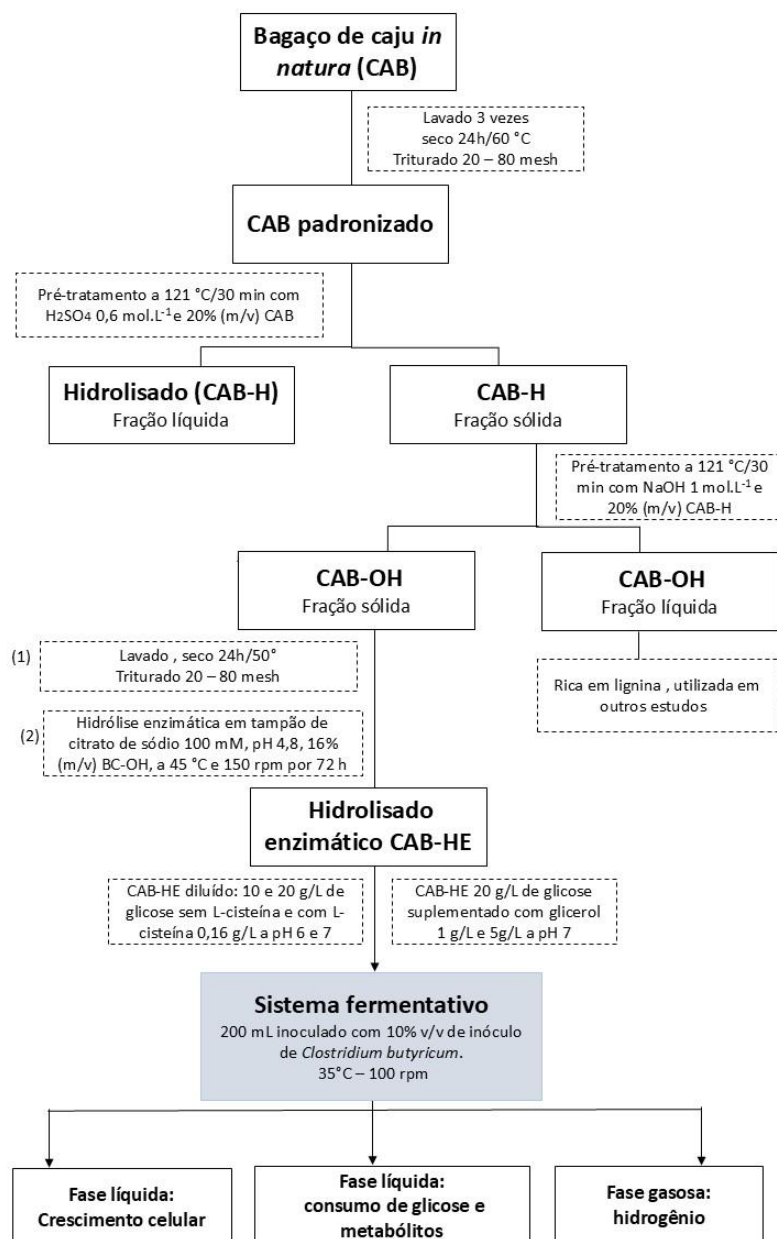 Bagaço de caju in
natura (CAB)
Lavado 3 vezes
seco 24h/60 °C
Triturado 20 – 80 mesh
CAB padronizado
Pré-tratamento a 121 °C/30 min com
H2SO4 0,6 mol.L-1 e 20% (m/v) CAB
Hidrolisado (CAB-H)
Fração líquida
CAB-H
Fração sólida
Pré-tratamento a 121 °C/30
min com NaOH 1 mol.L-1 e
20% (m/v) CAB-H
CAB-OH
Fração sólida
CAB-OH
Fração líquida
(1)
Lavado , seco 24h/50°
Triturado 20 – 80 mesh
Rica em lignina , utilizada em
outros estudos
(2)
Hidrólise enzimática em tampão de
citrato de sódio 100 mM, pH 4,8, 16%
(m/v) BC-OH, a 45 °C e 150 rpm por 72 h
Hidrolisado
enzimático CAB-HE
CAB-HE diluído: 10 e 20 g/L de
glicose sem L-cisteína e com L-
cisteína 0,16 g/L a pH 6 e 7
CAB-HE 20 g/L de glicose
suplementado com glicerol
1 g/L e 5g/L a pH 7
Sistema fermentativo
200 mL inoculado com 10% v/v de inóculo
de Clostridium butyricum.
35°C – 100 rpm
Fase líquida:
Crescimento celular
Fase líquida:
consumo de glicose e
metabólitos
Fase gasosa:
hidrogênio